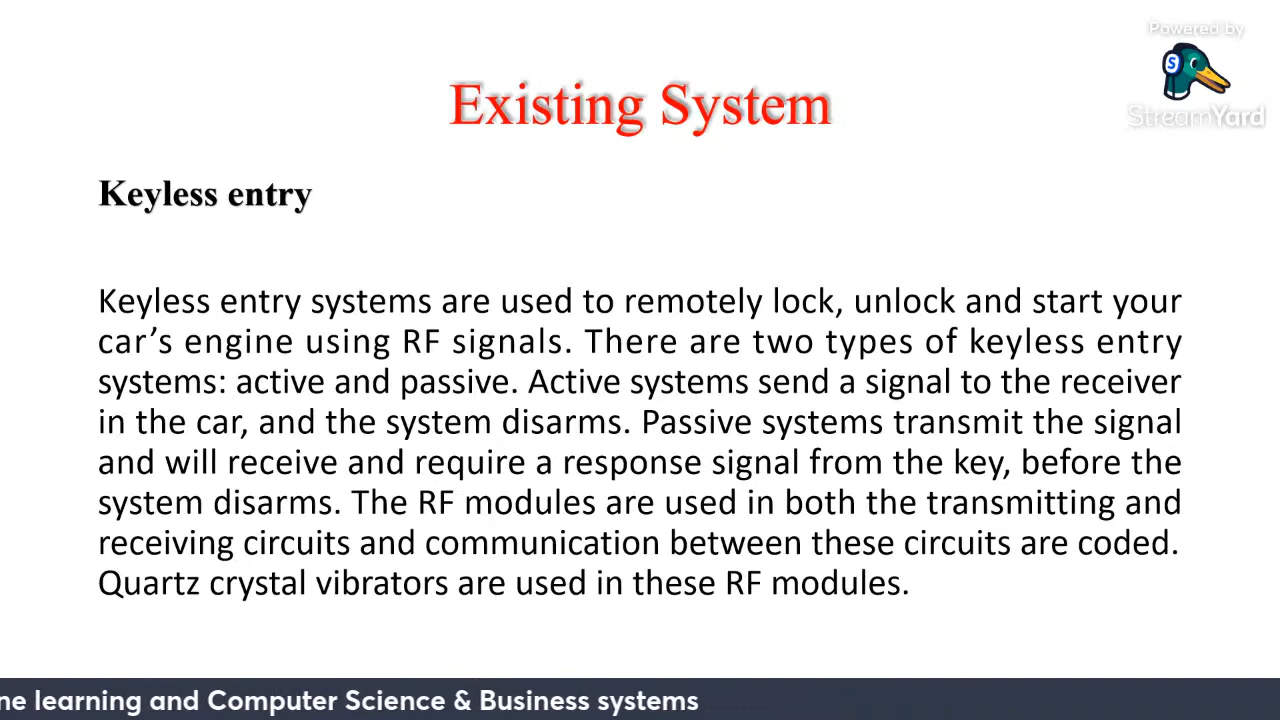 Powered by
StreamYard
Existing System
Keyless entry
Keyless entry systems are used to remotely lock, unlock and start your
car’s engine using RF signals. There are two types of keyless entry
systems: active and passive. Active systems send a signal to the receiver
in the car, and the system disarms. Passive systems transmit the signal
and will receive and require a response signal from the key, before the
system disarms. The RF modules are used in both the transmitting and
receiving circuits and communication between these circuits are coded.
Quartz crystal vibrators are used in these RF modules.
ne learning and Computer Science & Business systems